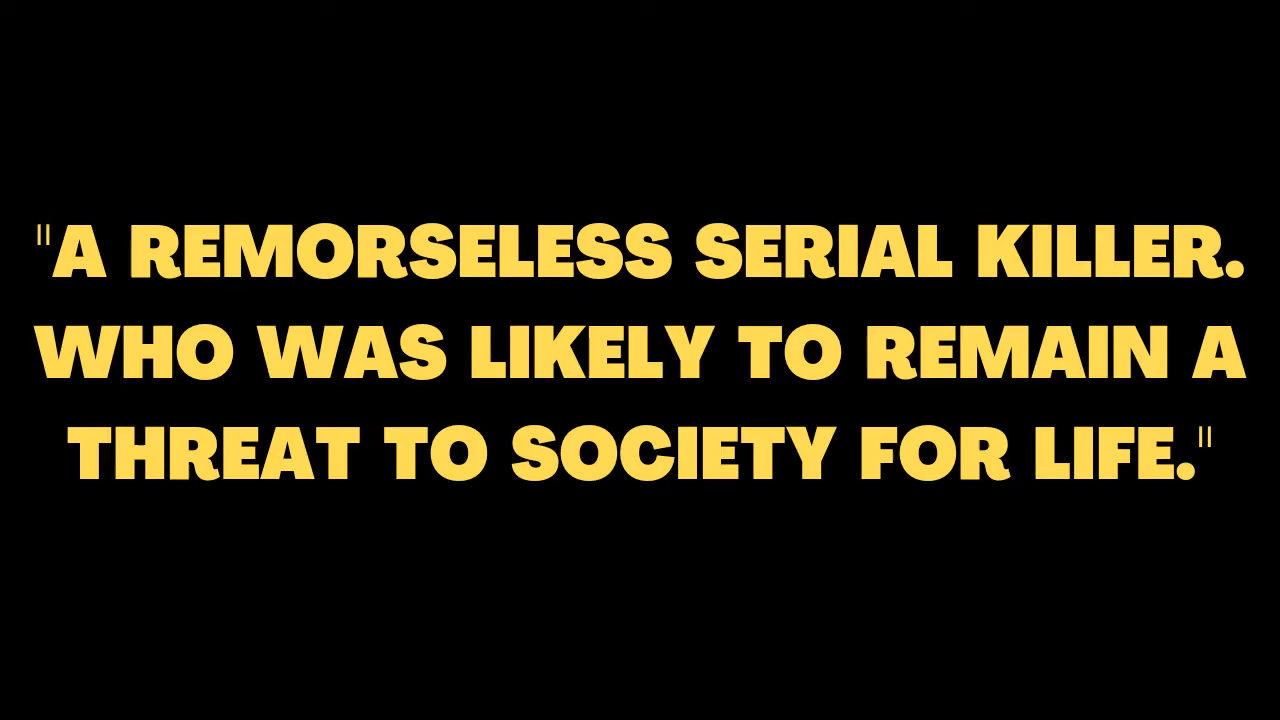 "A REMORSELESS SERIAL KILLER.
WHO WAS LIKELY TO REMAIN A
THREAT TO SOCIETY FOR LIFE."